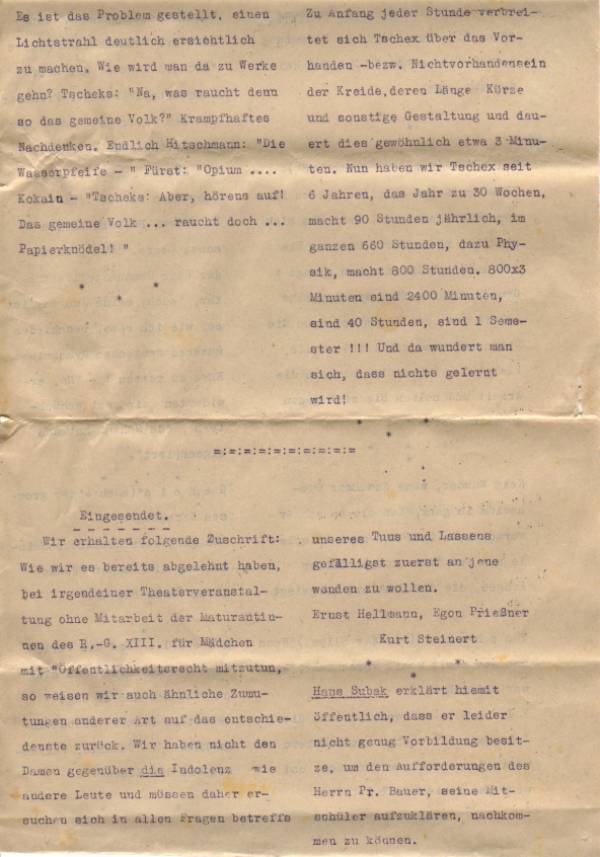 Es ist das Problem gestellt, einen
Lichtstrahl deutlich ersichtlich
zu machen. Wie wird man da zu Werke
gehn? Tscheks: "Na, was raucht denn
so das gemeine Volk?" Krampfhaftes
Nachdenken. Endlich Hitschmann: "Die
Wasserpfeife - " Fürst: "Opium ....
Kokain - "Tscheks: Aber, hörens auf!
Das gemeine Volk ... raucht doch ...
Papierknödel! "
* * *
Zu Anfang jeder Stunde verbrei-
tet sich Tschex über das Vor-
handen -bezw. Nichtvorhandensein
der Kreide,deren Länge Kürze
und sonstige Gestaltung und dau-
ert dies gewöhnlich etwa 3 Minu-
ten. Nun haben wir Tschex seit
6 Jahren, das Jahr zu 30 Wochen,
macht 90 Stunden jährlich, im
ganzen 660 Stunden, dazu Phy-
sik, macht 800 Stunden. 800x3
Minuten sind 2400 Minuten,
sind 40 Stunden, sind 1 Seme-
ster !!! Und da wundert man
sich, dass nichts gelernt
wird!
* * *
=:=:=:=:=:=:=:=:=:=
Eingesendet.
Wir erhalten folgende Zuschrift:
Wie wir es bereits abgelehnt haben,
bei irgendeiner Theaterveranstal-
tung ohne Mitarbeit der Maturantin-
nen des R.-G. XIII. für Mädchen
mit "Öffentlichkeitsrecht mitzutun,
so weisen wir auch ähnliche Zumu-
tungen anderer Art auf das entschie-
denste zurück. Wir haben nicht den
Damen gegenüber die Indolenz wie
andere Leute und müssen daher er-
suchen sich in allen Fragen betreffs
unseres Tuns und Lassens
gefälligst zuerst an jene
wenden zu wollen.
Ernst Hellmann, Egon Prießner
Kurt Steinert
* * *
Hans Subak erklärt hiemit
öffentlich, dass er leider
nicht genug Vorbildung besit-
ze, um den Aufforderungen des
Herrn Pr. Bauer, seine Mit-
schüler aufzuklären, nachkom-
men zu können.